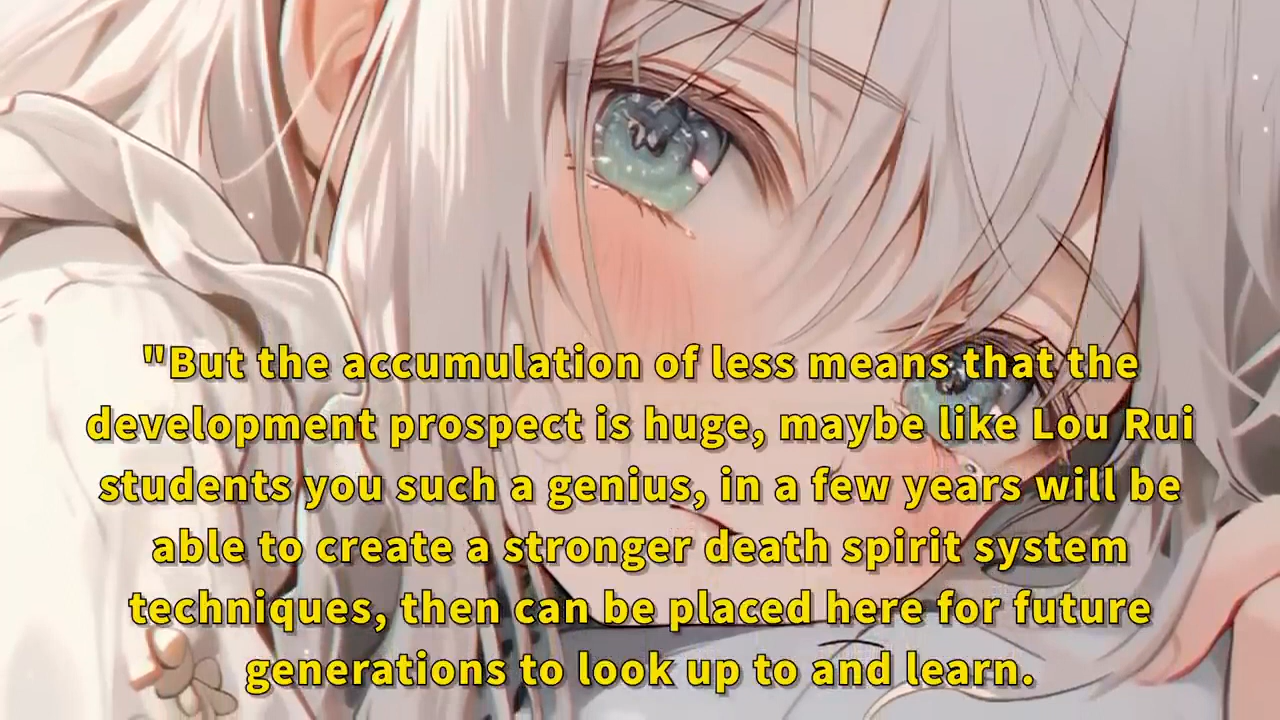 "But the accumulation of less means that the
development prospect is huge, maybe like Lou Rui
students you such a genius, in a few years will be
able to create a stronger death spirit system
techniques, then can be placed here for future
generations to look up to and learn.